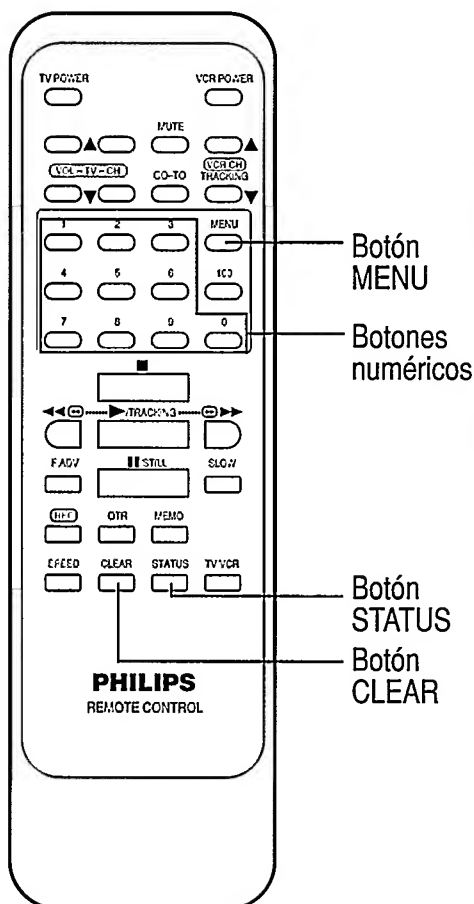 TV POWER VCR POWER
▲ MUTE ▲
VOL-TV-CH GO-TO VCR CH
▼ TRACKING ▼
1 2 3 MENU
4 5 6 100
7 8 9 0
■
◀◀ ▶/TRACKING ▶▶
F.ADV ▮▮ STILL SLOW
REC OTR MEMO
SPEED CLEAR STATUS TV/VCR
PHILIPS
REMOTE CONTROL
Botón
MENU
Botones
numéricos
Botón
STATUS
Botón
CLEAR